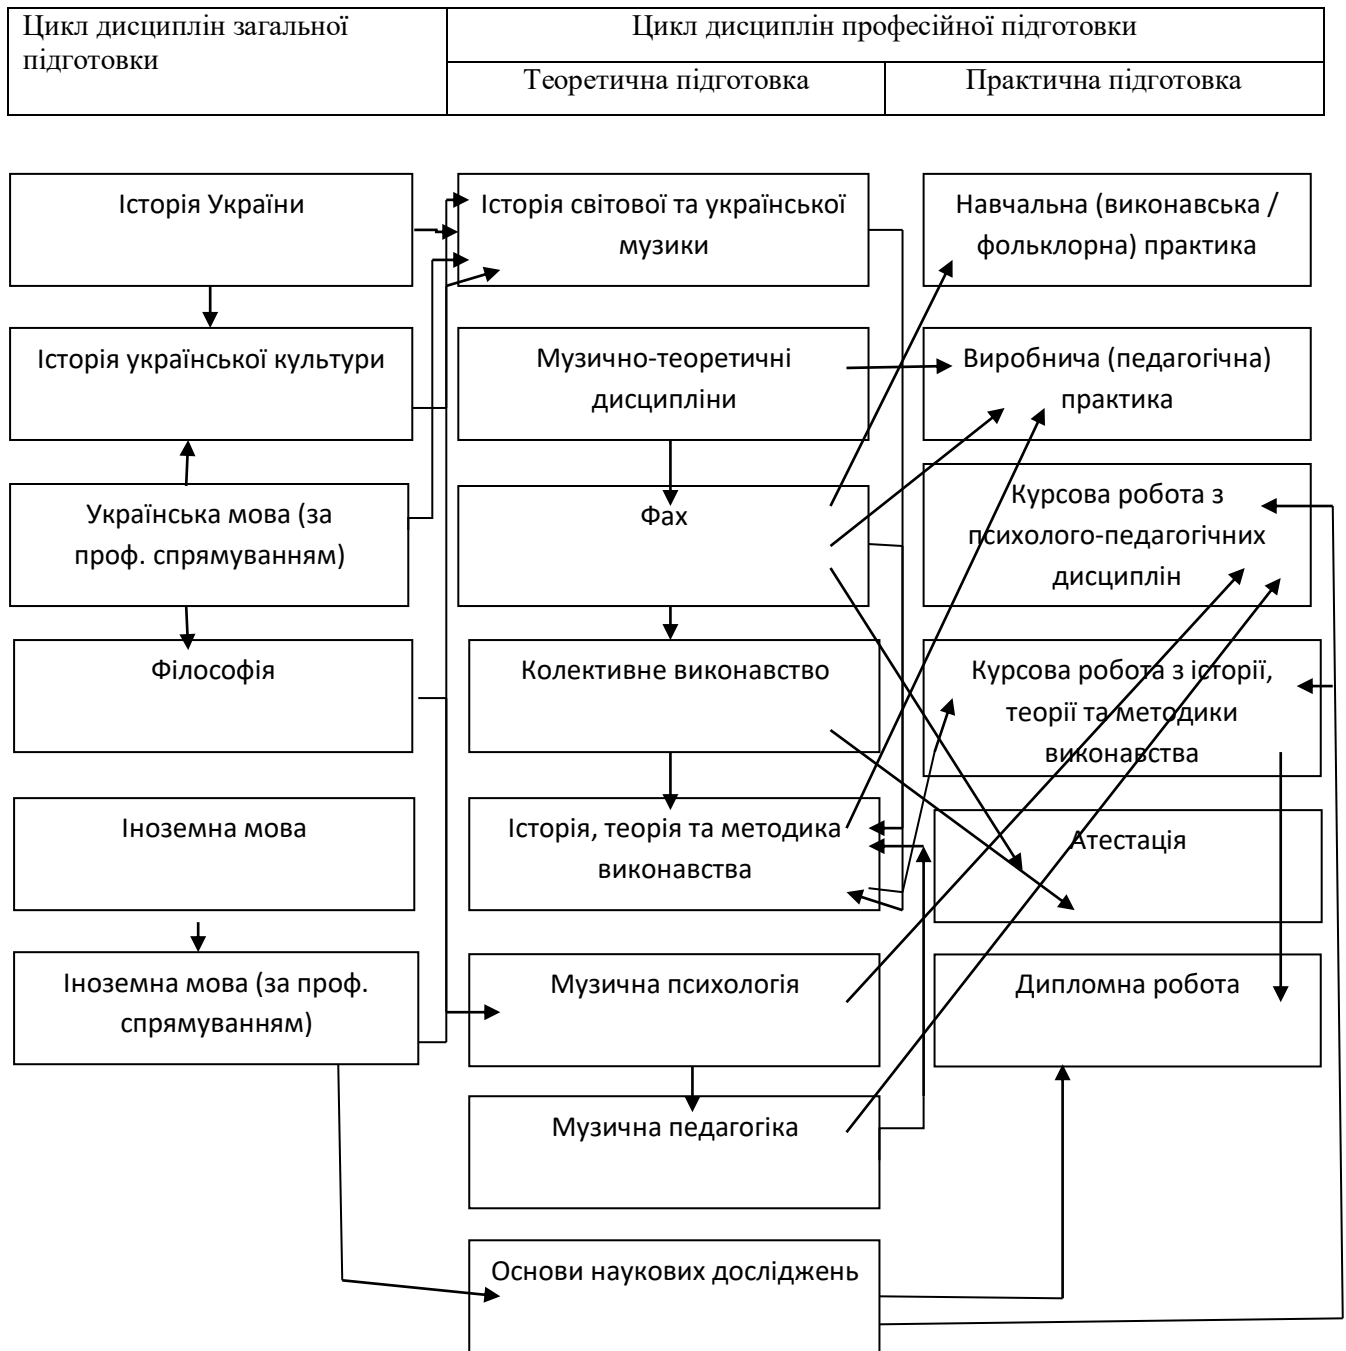 Цикл дисциплін загальної
підготовки
Цикл дисциплін професійної підготовки
Теоретична підготовка
Практична підготовка
Історія України
Історія світової та української
музики
Навчальна (виконавська /
фольклорна) практика
Історія української культури
Музично-теоретичні
дисципліни
Виробнича (педагогічна)
практика
Українська мова (за
проф. спрямуванням)
Фах
Курсова робота з
психолого-педагогічних
дисциплін
Філософія
Колективне виконавство
Курсова робота з історії,
теорії та методики
виконавства
Іноземна мова
Історія, теорія та методика
виконавства
Атестація
Іноземна мова (за проф.
спрямуванням)
Музична психологія
Дипломна робота
Музична педагогіка
Основи наукових досліджень